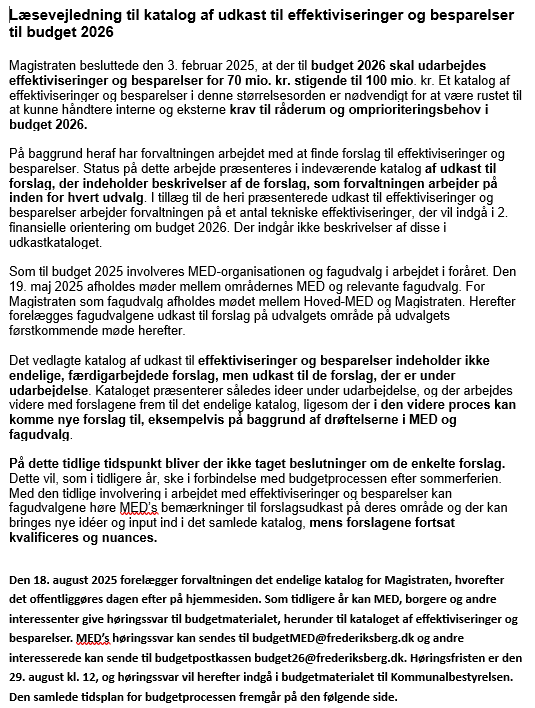 Læsevejledning til katalog af udkast til effektiviseringer og besparelser
til budget 2026
Magistraten besluttede den 3. februar 2025, at der til budget 2026 skal udarbejdes
effektiviseringer og besparelser for 70 mio. kr. stigende til 100 mio. kr. Et katalog af
effektiviseringer og besparelser i denne størrelsesorden er nødvendigt for at være rustet til
at kunne håndtere interne og eksterne krav til råderum og omprioriteringsbehov i
budget 2026.
På baggrund heraf har forvaltningen arbejdet med at finde forslag til effektiviseringer og
besparelser. Status på dette arbejde præsenteres i indeværende katalog af udkast til
forslag, der indeholder beskrivelser af de forslag, som forvaltningen arbejder på
inden for hvert udvalg. I tillæg til de heri præsenterede udkast til effektiviseringer og
besparelser arbejder forvaltningen på et antal tekniske effektiviseringer, der vil indgå i 2.
finansielle orientering om budget 2026. Der indgår ikke beskrivelser af disse i
udkastkataloget.
Som til budget 2025 involveres MED-organisationen og fagudvalg i arbejdet i foråret. Den
19. maj 2025 afholdes møder mellem områdernes MED og relevante fagudvalg. For
Magistraten som fagudvalg afholdes mødet mellem Hoved-MED og Magistraten. Herefter
forelægges fagudvalgene udkast til forslag på udvalgets område på udvalgets
førstkommende møde herefter.
Det vedlagte katalog af udkast til effektiviseringer og besparelser indeholder ikke
endelige, færdigarbejdede forslag, men udkast til de forslag, der er under
udarbejdelse. Kataloget præsenterer således ideer under udarbejdelse, og der arbejdes
videre med forslagene frem til det endelige katalog, ligesom der i den videre proces kan
komme nye forslag til, eksempelvis på baggrund af drøftelserne i MED og
fagudvalg.
På dette tidlige tidspunkt bliver der ikke taget beslutninger om de enkelte forslag.
Dette vil, som i tidligere år, ske i forbindelse med budgetprocessen efter sommerferien.
Med den tidlige involvering i arbejdet med effektiviseringer og besparelser kan
fagudvalgene høre MED's bemærkninger til forslagsudkast på deres område og der kan
bringes nye idéer og input ind i det samlede katalog, mens forslagene fortsat
kvalificeres og nuances.
Den 18. august 2025 forelægger forvaltningen det endelige katalog for Magistraten, hvorefter
det offentliggøres dagen efter på hjemmesiden. Som tidligere år kan MED, borgere og andre
interessenter give høringssvar til budgetmaterialet, herunder til kataloget af effektiviseringer og
besparelser. MED's høringssvar kan sendes til budgetMED@frederiksberg.dk og andre
interesserede kan sende til budgetpostkassen budget26@frederiksberg.dk. Høringsfristen er den
29. august kl. 12, og høringssvar vil herefter indgå i budgetmaterialet til Kommunalbestyrelsen.
Den samlede tidsplan for budgetprocessen fremgår på den følgende side.